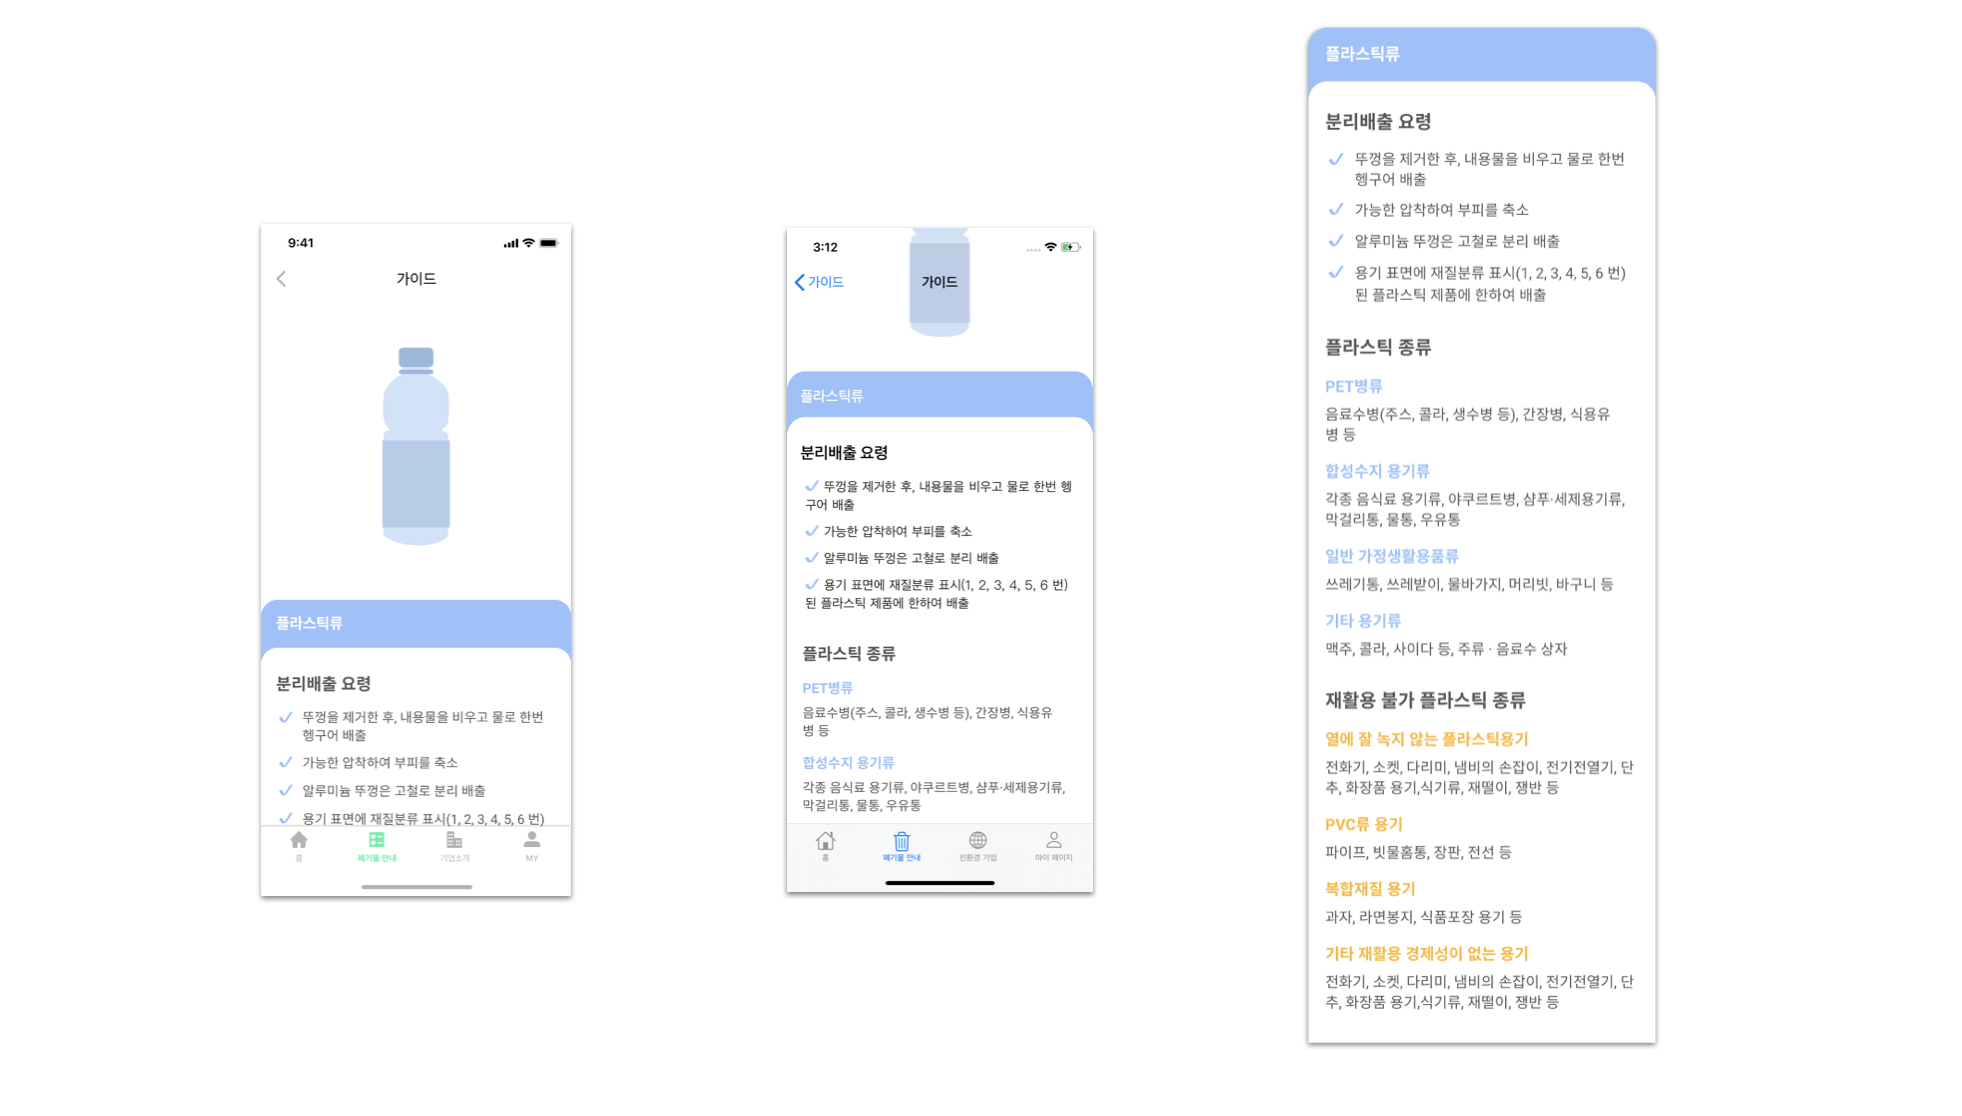 9:41
가이드
플라스틱류
분리배출 요령
뚜껑을 제거한 후, 내용물을 비우고 물로 한번
헹구어 배출
가능한 압착하여 부피를 축소
알루미늄 뚜껑은 고철로 분리 배출
용기 표면에 재질분류 표시(1, 2, 3, 4, 5, 6 번)
홈
폐기물 안내
기업소개
MY
3:12
가이드
가이드
플라스틱류
분리배출 요령
뚜껑을 제거한 후, 내용물을 비우고 물로 한번 헹
구어 배출
가능한 압착하여 부피를 축소
알루미늄 뚜껑은 고철로 분리 배출
용기 표면에 재질분류 표시(1, 2, 3, 4, 5, 6 번)
된 플라스틱 제품에 한하여 배출
플라스틱 종류
PET병류
음료수병(주스, 콜라, 생수병 등), 간장병, 식용유
병 등
합성수지 용기류
각종 음식료 용기류, 야쿠르트병, 샴푸·세제용기류,
막걸리통, 물통, 우유통
홈
폐기물 안내
친환경 기업
마이 페이지
플라스틱류
분리배출 요령
뚜껑을 제거한 후, 내용물을 비우고 물로 한번
헹구어 배출
가능한 압착하여 부피를 축소
알루미늄 뚜껑은 고철로 분리 배출
용기 표면에 재질분류 표시(1, 2, 3, 4, 5, 6 번)
된 플라스틱 제품에 한하여 배출
플라스틱 종류
PET병류
음료수병(주스, 콜라, 생수병 등), 간장병, 식용유
병 등
합성수지 용기류
각종 음식료 용기류, 야쿠르트병, 샴푸·세제용기류,
막걸리통, 물통, 우유통
일반 가정생활용품류
쓰레기통, 쓰레받이, 물바가지, 머리빗, 바구니 등
기타 용기류
맥주, 콜라, 사이다 등, 주류 · 음료수 상자
재활용 불가 플라스틱 종류
열에 잘 녹지 않는 플라스틱용기
전화기, 소켓, 다리미, 냄비의 손잡이, 전기전열기, 단
추, 화장품 용기,식기류, 재떨이, 쟁반 등
PVC류 용기
파이프, 빗물홈통, 장판, 전선 등
복합재질 용기
과자, 라면봉지, 식품포장 용기 등
기타 재활용 경제성이 없는 용기
전화기, 소켓, 다리미, 냄비의 손잡이, 전기전열기, 단
추, 화장품 용기,식기류, 재떨이, 쟁반 등